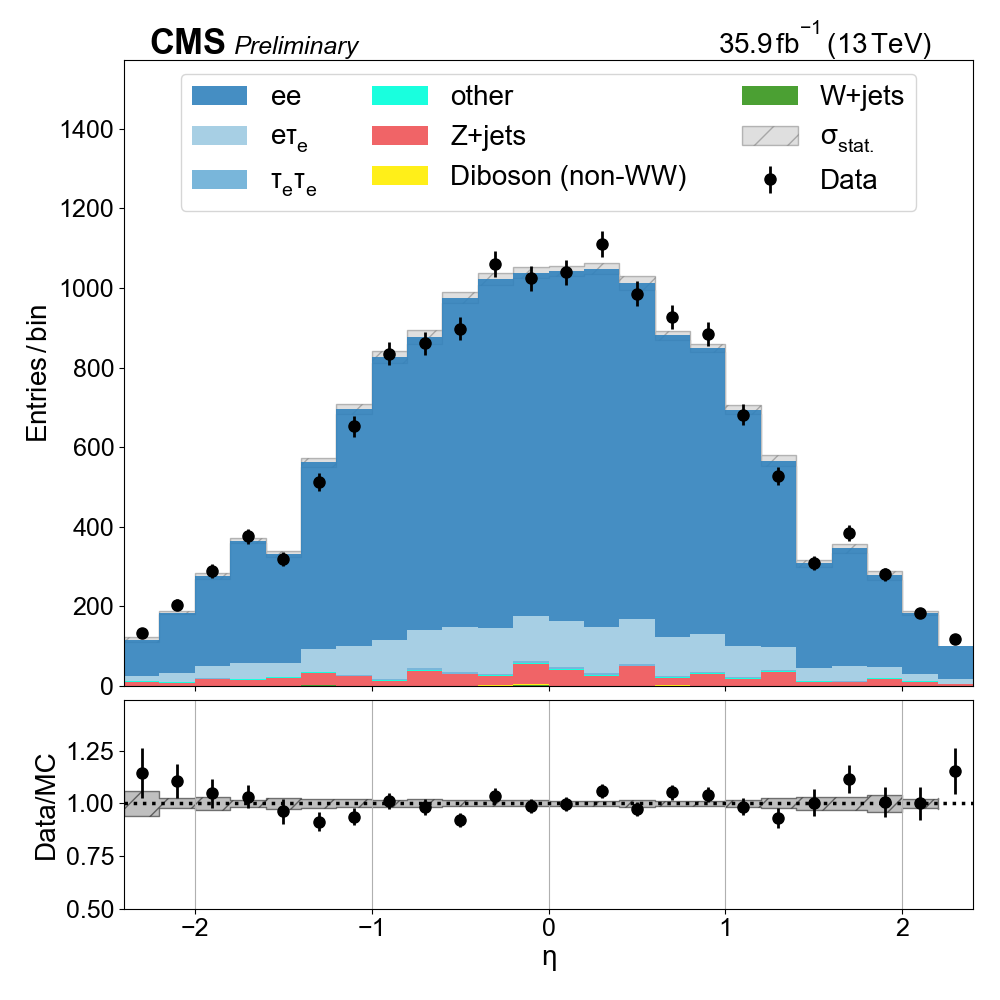 CMS Preliminary 35.9 fb⁻¹ (13 TeV)
ee other W+jets
eτₑ Z+jets σstat.
τₑτₑ Diboson (non-WW) Data
Entries / bin
1400
1200
1000
800
600
400
200
0
Data/MC
1.25
1.00
0.75
0.50
−2 −1 0 1 2
η